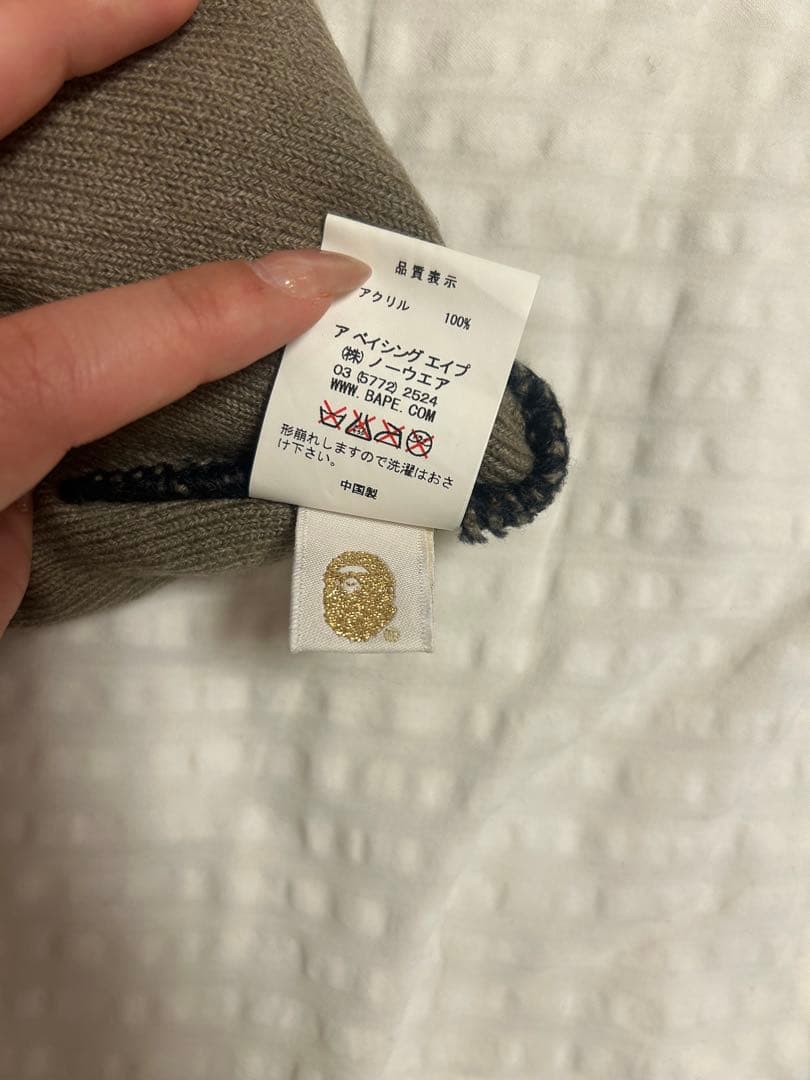 品質表示
アクリル 100%
ア ベイシング エイプ
(株) ノーウエア
03 (5772) 2524
WWW. BAPE. COM
形崩れしますので洗濯はおさ
け下さい。
中国製